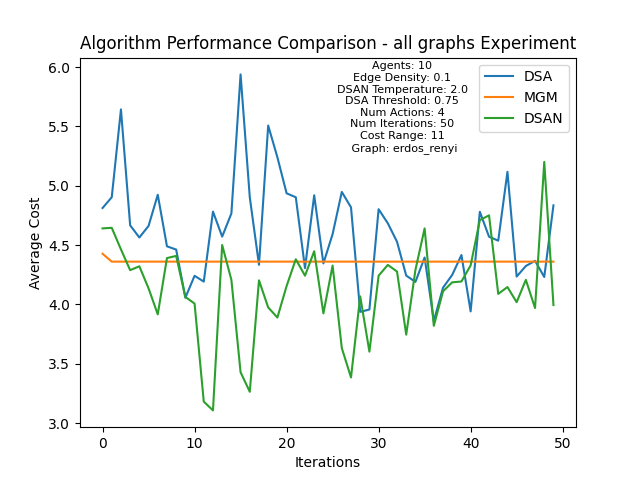 Algorithm Performance Comparison - all graphs Experiment
Agents: 10
Edge Density: 0.1
DSAN Temperature: 2.0
DSA Threshold: 0.75
Num Actions: 4
Num Iterations: 50
Cost Range: 11
Graph: erdos_renyi
DSA
MGM
DSAN
6.0
5.5
5.0
4.5
4.0
3.5
3.0
Average Cost
0 10 20 30 40 50
Iterations